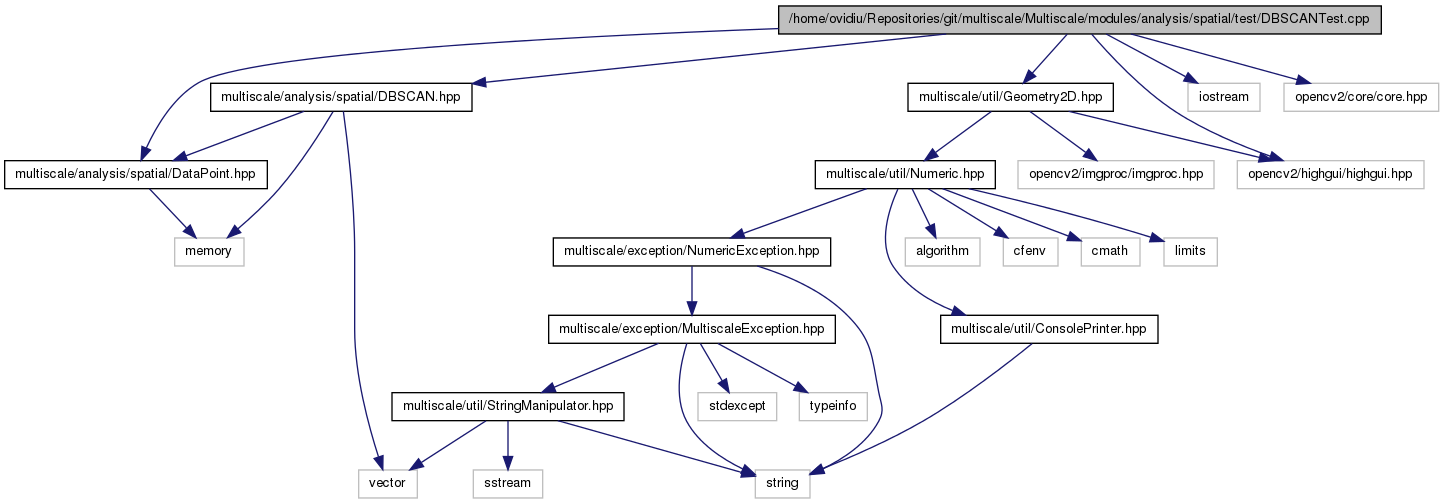 /home/ovidiu/Repositories/git/multiscale/Multiscale/modules/analysis/spatial/test/DBSCANTest.cpp
multiscale/analysis/spatial/DBSCAN.hpp
multiscale/util/Geometry2D.hpp
iostream
opencv2/core/core.hpp
multiscale/analysis/spatial/DataPoint.hpp
multiscale/util/Numeric.hpp
opencv2/imgproc/imgproc.hpp
opencv2/highgui/highgui.hpp
memory
multiscale/exception/NumericException.hpp
algorithm
cfenv
cmath
limits
multiscale/exception/MultiscaleException.hpp
multiscale/util/ConsolePrinter.hpp
multiscale/util/StringManipulator.hpp
stdexcept
typeinfo
vector
sstream
string